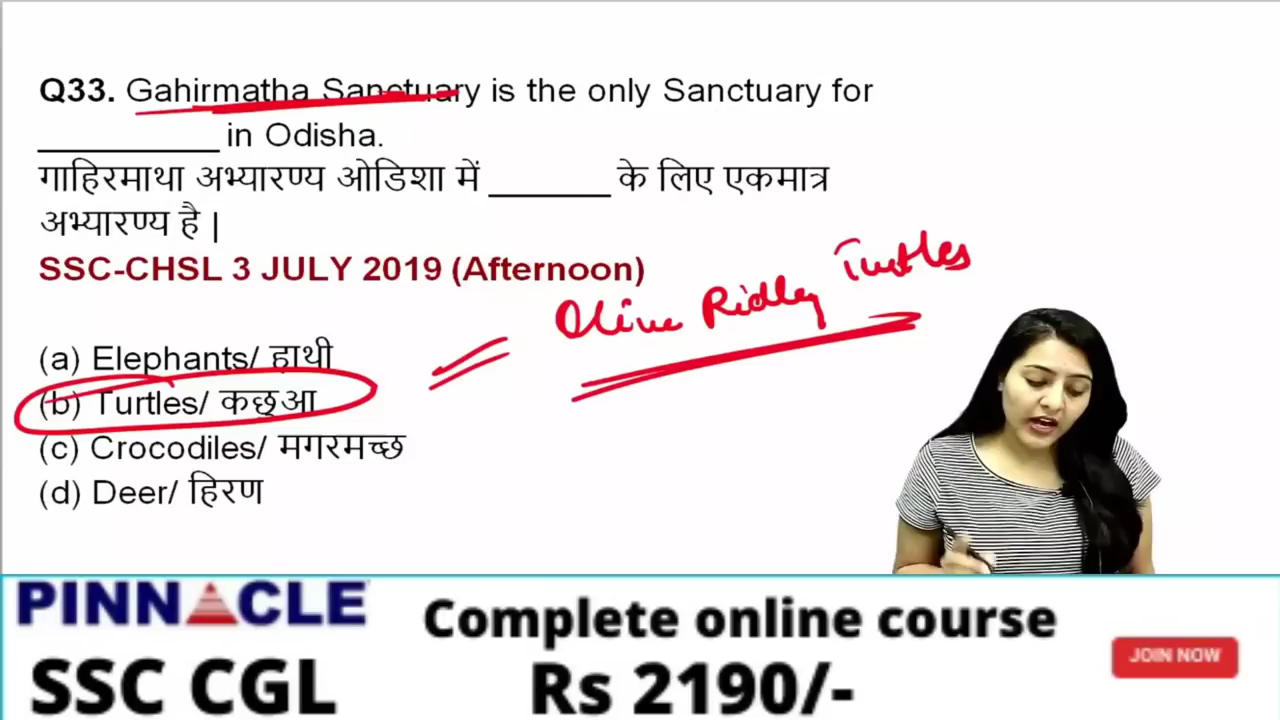 Q33. Gahirmatha Sanctuary is the only Sanctuary for
__________ in Odisha.
गाहिरमाथा अभ्यारण्य ओडिशा में _______ के लिए एकमात्र
अभ्यारण्य है |
SSC-CHSL 3 JULY 2019 (Afternoon)
Olive Ridley Turtles
(a) Elephants/ हाथी
(b) Turtles/ कछुआ
(c) Crocodiles/ मगरमच्छ
(d) Deer/ हिरण
PINNACLE
SSC CGL
Complete online course
Rs 2190/-
JOIN NOW